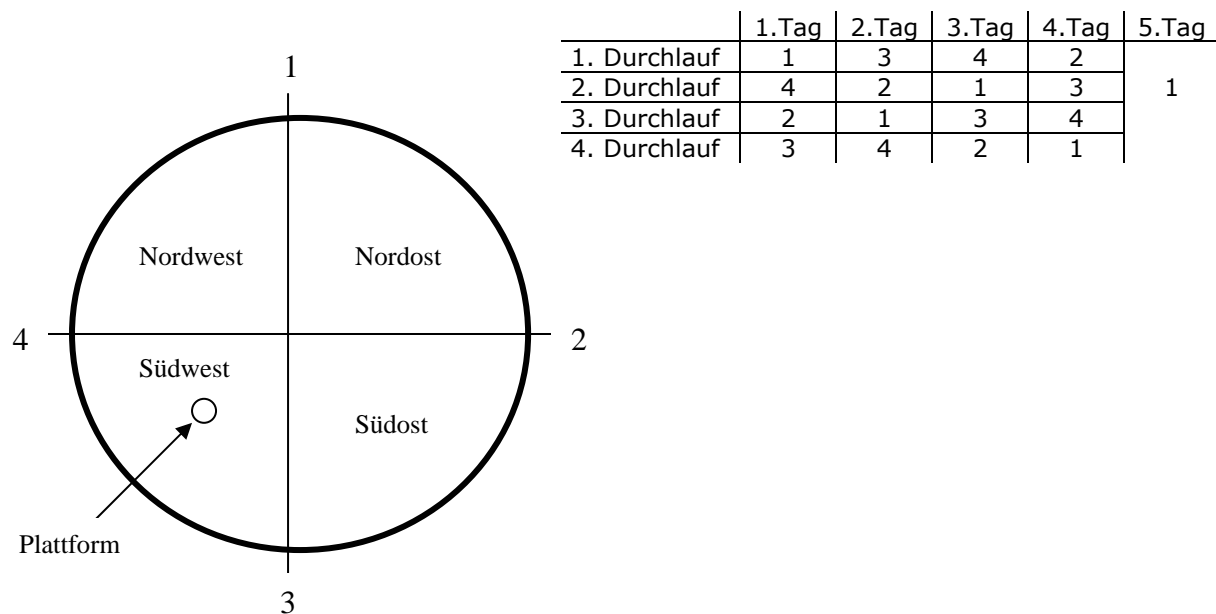 1.Tag 2.Tag 3.Tag 4.Tag 5.Tag
1. Durchlauf 1 3 4 2
2. Durchlauf 4 2 1 3 1
3. Durchlauf 2 1 3 4
4. Durchlauf 3 4 2 1
1
Nordwest Nordost
4 2
Südwest
Südost
Plattform
3